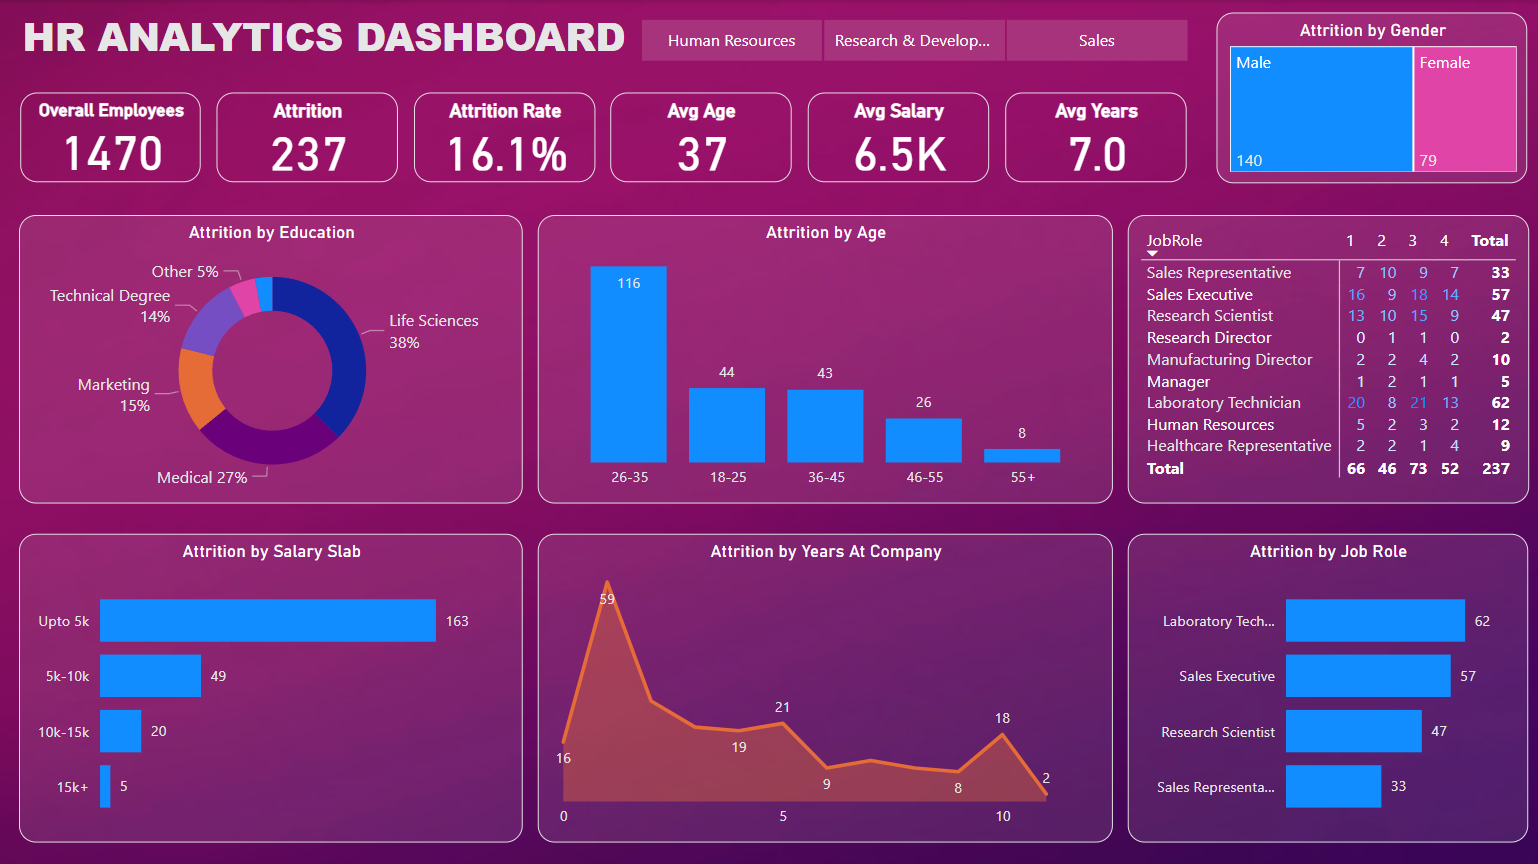 HR ANALYTICS DASHBOARD
Human Resources
Research & Develop...
Sales
Attrition by Gender
Male
Female
140
79
Overall Employees
1470
Attrition
237
Attrition Rate
16.1%
Avg Age
37
Avg Salary
6.5K
Avg Years
7.0
Attrition by Education
Other 5%
Technical Degree
14%
Life Sciences
38%
Marketing
15%
Medical 27%
Attrition by Age
116
44
43
26
8
26-35 18-25 36-45 46-55 55+
JobRole 1 2 3 4 Total
Sales Representative 7 10 9 7 33
Sales Executive 16 9 18 14 57
Research Scientist 13 10 15 9 47
Research Director 0 1 1 0 2
Manufacturing Director 2 2 4 2 10
Manager 1 2 1 1 5
Laboratory Technician 20 8 21 13 62
Human Resources 5 2 3 2 12
Healthcare Representative 2 2 1 4 9
Total 66 46 73 52 237
Attrition by Salary Slab
Upto 5k 163
5k-10k 49
10k-15k 20
15k+ 5
Attrition by Years At Company
59
21
18
16
19
9
8
2
0 5 10
Attrition by Job Role
Laboratory Tech... 62
Sales Executive 57
Research Scientist 47
Sales Representa... 33